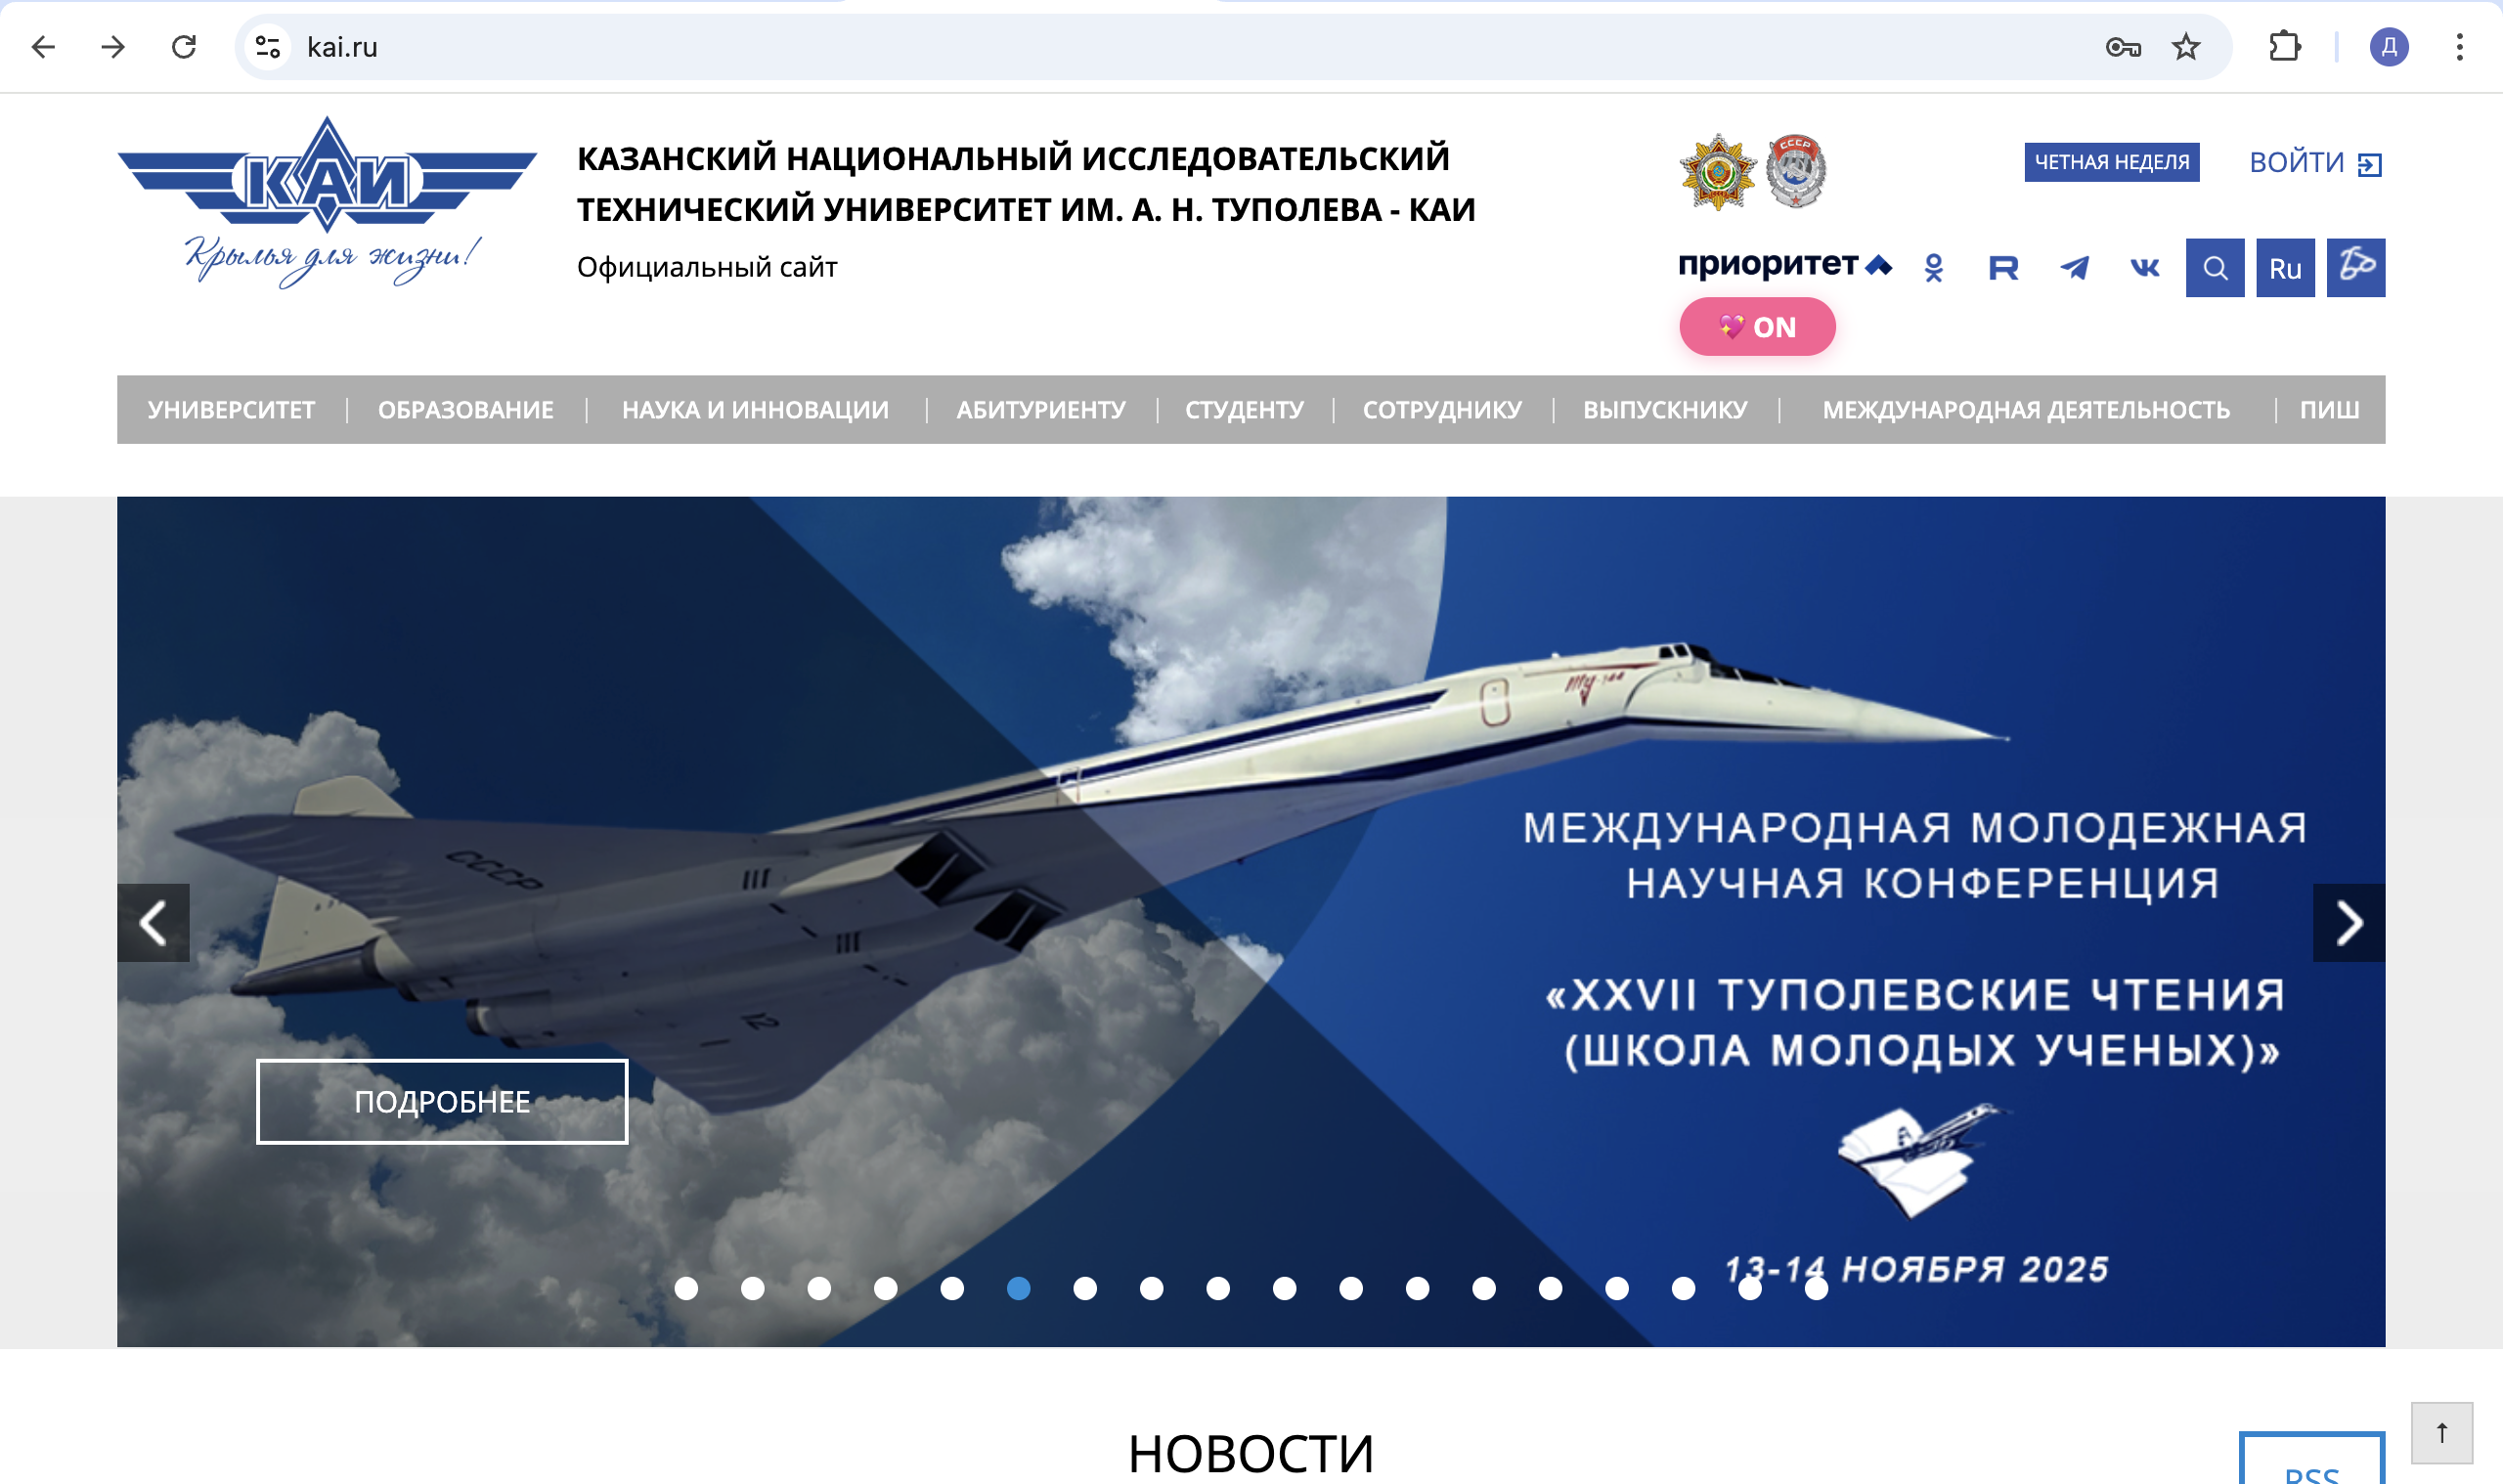 kai.ru
Д
КАИ
Крылья для жизни!
КАЗАНСКИЙ НАЦИОНАЛЬНЫЙ ИССЛЕДОВАТЕЛЬСКИЙ
ТЕХНИЧЕСКИЙ УНИВЕРСИТЕТ ИМ. А. Н. ТУПОЛЕВА - КАИ
Официальный сайт
СССР
ЧЕТНАЯ НЕДЕЛЯ
ВОЙТИ
приоритет
Ru
ON
УНИВЕРСИТЕТ
ОБРАЗОВАНИЕ
НАУКА И ИННОВАЦИИ
АБИТУРИЕНТУ
СТУДЕНТУ
СОТРУДНИКУ
ВЫПУСКНИКУ
МЕЖДУНАРОДНАЯ ДЕЯТЕЛЬНОСТЬ
ПИШ
Ту-144
СССР
МЕЖДУНАРОДНАЯ МОЛОДЕЖНАЯ
НАУЧНАЯ КОНФЕРЕНЦИЯ
«XXVII ТУПОЛЕВСКИЕ ЧТЕНИЯ
(ШКОЛА МОЛОДЫХ УЧЕНЫХ)»
ПОДРОБНЕЕ
13-14 НОЯБРЯ 2025
НОВОСТИ
RSS